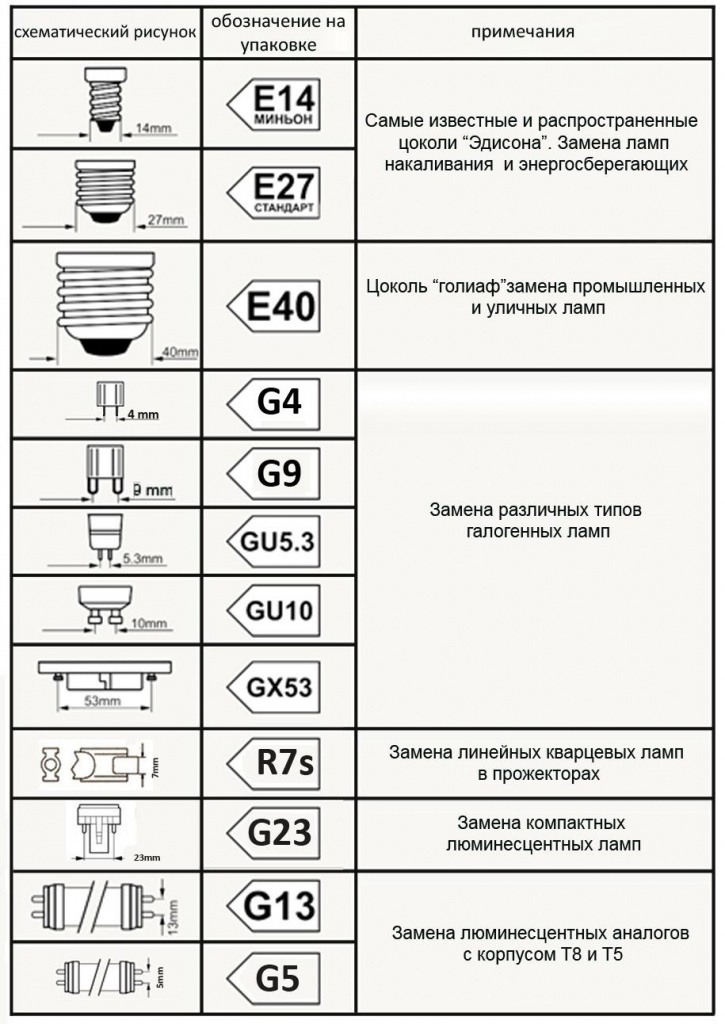 схематический рисунок
обозначение на
упаковке
примечания
14mm
E14
МИНЬОН
Самые известные и распространенные
цоколи “Эдисона”. Замена ламп
накаливания и энергосберегающих
27mm
E27
СТАНДАРТ
40mm
E40
Цоколь “голиаф”замена промышленных
и уличных ламп
4 mm
G4
9 mm
G9
5.3mm
GU5.3
10mm
GU10
53mm
GX53
Замена различных типов
галогенных ламп
7mm
R7s
Замена линейных кварцевых ламп
в прожекторах
23mm
G23
Замена компактных
люминесцентных ламп
13mm
G13
5mm
G5
Замена люминесцентных аналогов
с корпусом T8 и T5